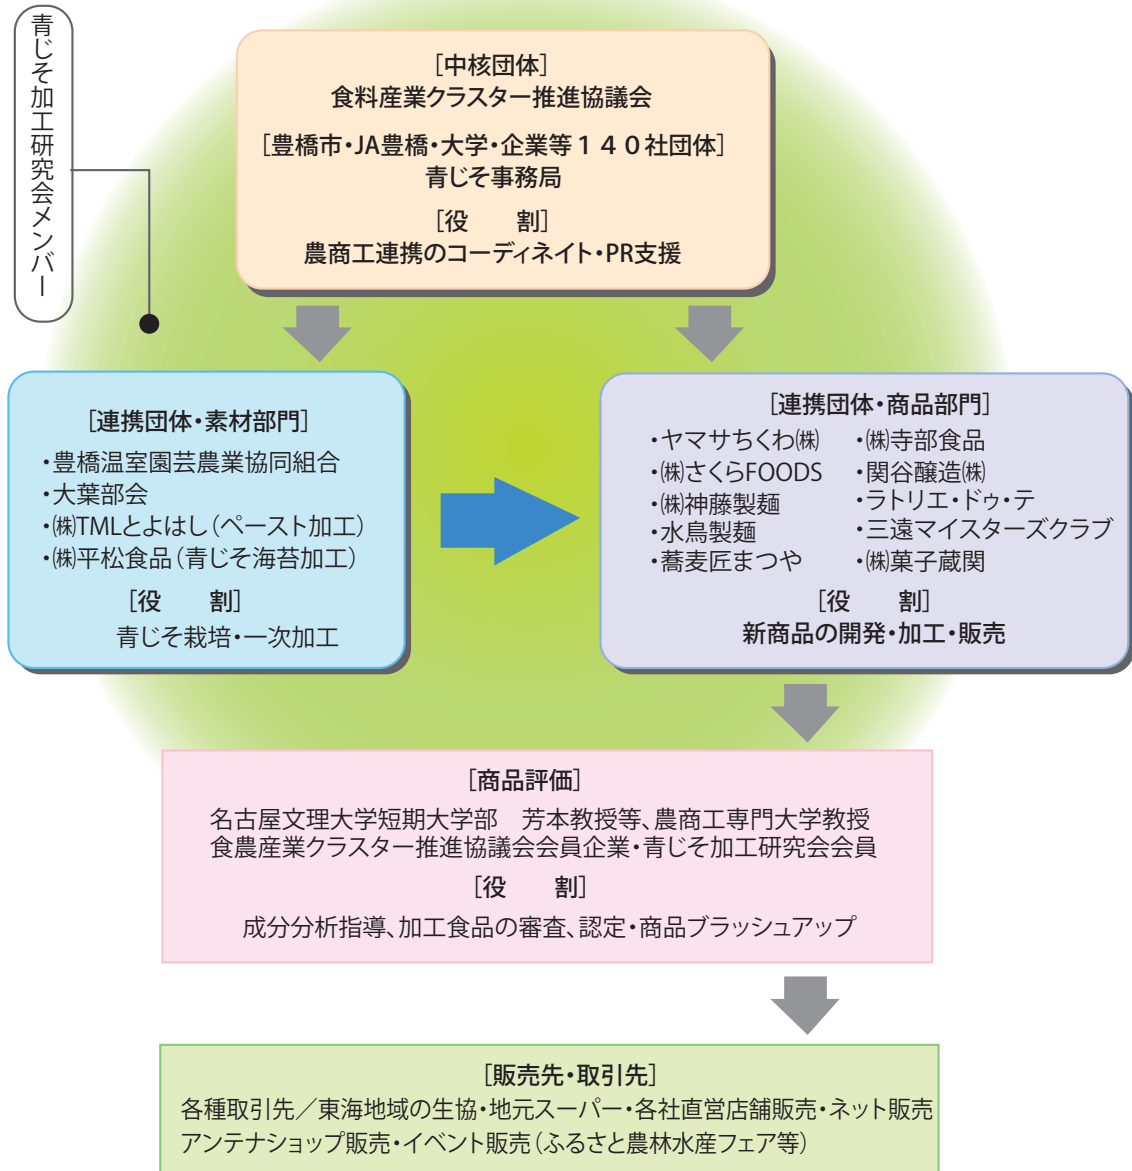 青じそ加工研究会メンバー
[中核団体]
食料産業クラスター推進協議会
[豊橋市・JA豊橋・大学・企業等１４０社団体]
青じそ事務局
[役　割]
農商工連携のコーディネイト・PR支援
[連携団体・素材部門]
・豊橋温室園芸農業協同組合
・大葉部会
・㈱TMLとよはし（ペースト加工）
・㈱平松食品（青じそ海苔加工）
[役　割]
青じそ栽培・一次加工
[連携団体・商品部門]
・ヤマサちくわ㈱
・㈱さくらFOODS
・㈱神藤製麺
・水鳥製麺
・蕎麦匠まつや
・㈱寺部食品
・関谷醸造㈱
・ラトリエ・ドゥ・テ
・三遠マイスターズクラブ
・㈱菓子蔵関
[役　割]
新商品の開発・加工・販売
[商品評価]
名古屋文理大学短期大学部　芳本教授等、農商工専門大学教授
食農産業クラスター推進協議会会員企業・青じそ加工研究会会員
[役　割]
成分分析指導、加工食品の審査、認定・商品ブラッシュアップ
[販売先・取引先]
各種取引先／東海地域の生協・地元スーパー・各社直営店舗販売・ネット販売
アンテナショップ販売・イベント販売（ふるさと農林水産フェア等）